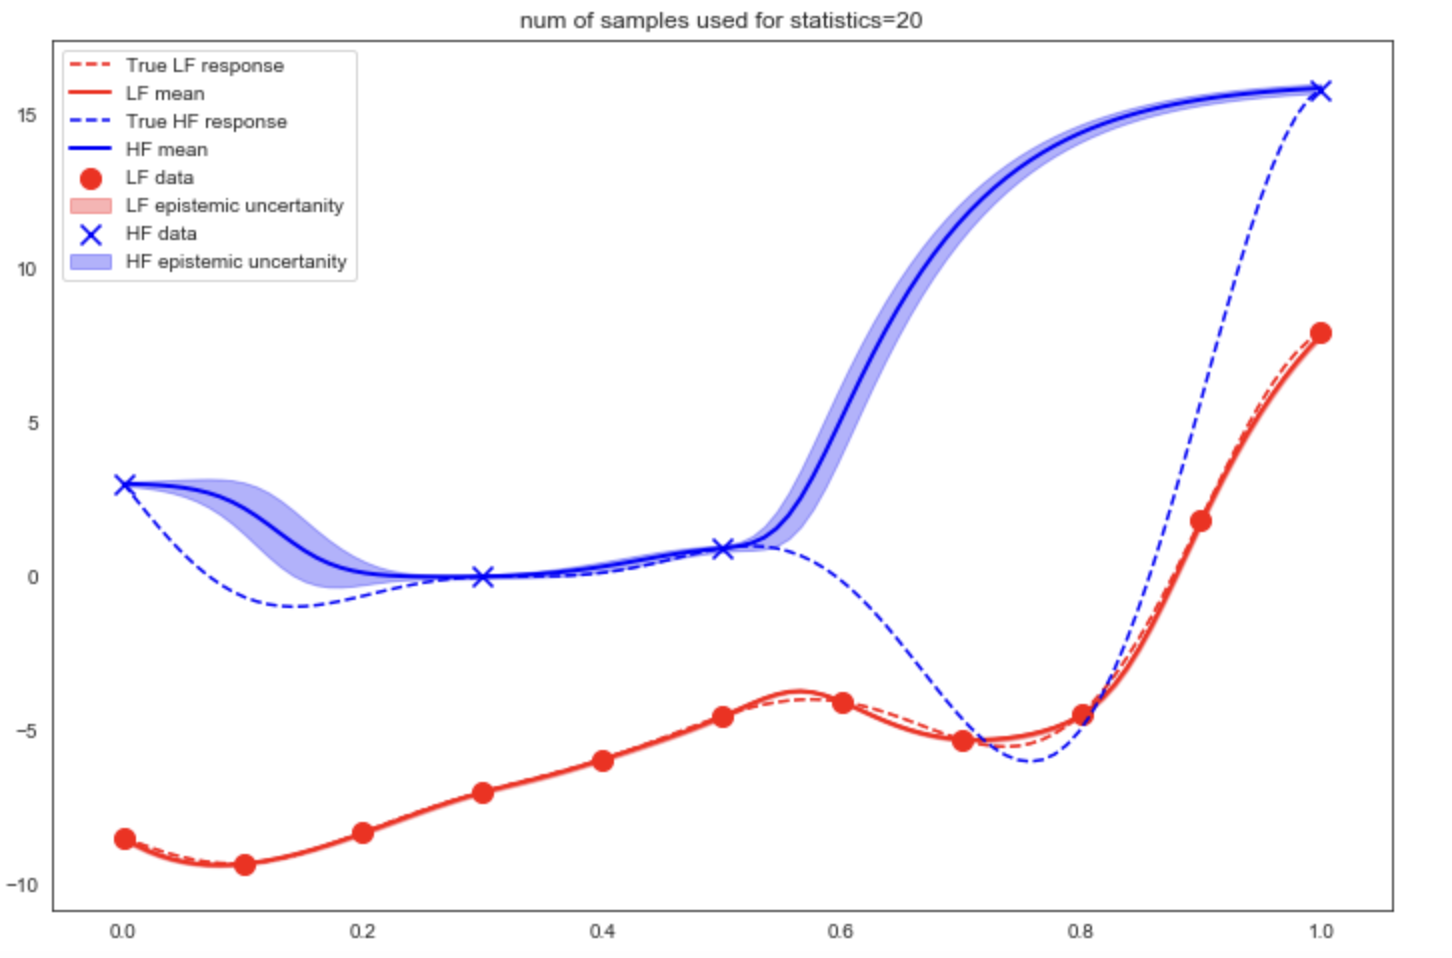 num of samples used for statistics=20
True LF response
LF mean
True HF response
HF mean
LF data
LF epistemic uncertanity
HF data
HF epistemic uncertanity
15
10
5
0
−5
−10
0.0 0.2 0.4 0.6 0.8 1.0